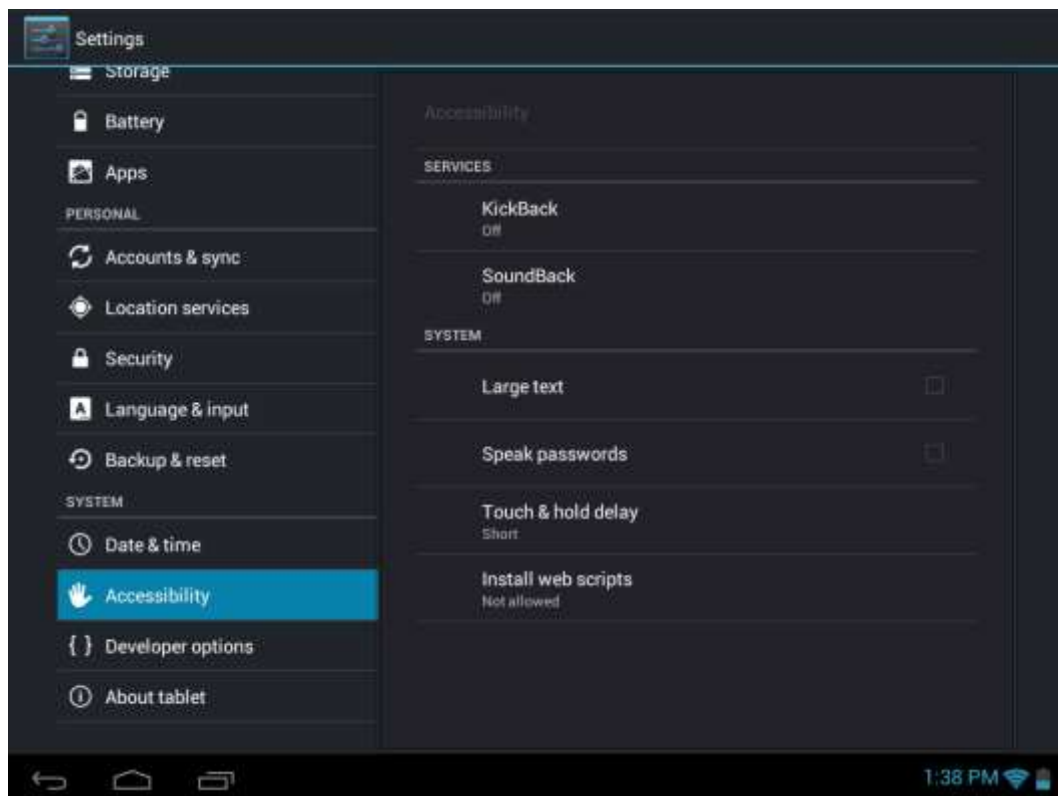 Settings
Storage
Battery
Apps
PERSONAL
Accounts & sync
Location services
Security
Language & input
Backup & reset
SYSTEM
Date & time
Accessibility
Developer options
About tablet
Accessibility
SERVICES
KickBack
Off
SoundBack
Off
SYSTEM
Large text
Speak passwords
Touch & hold delay
Short
Install web scripts
Not allowed
1:38 PM